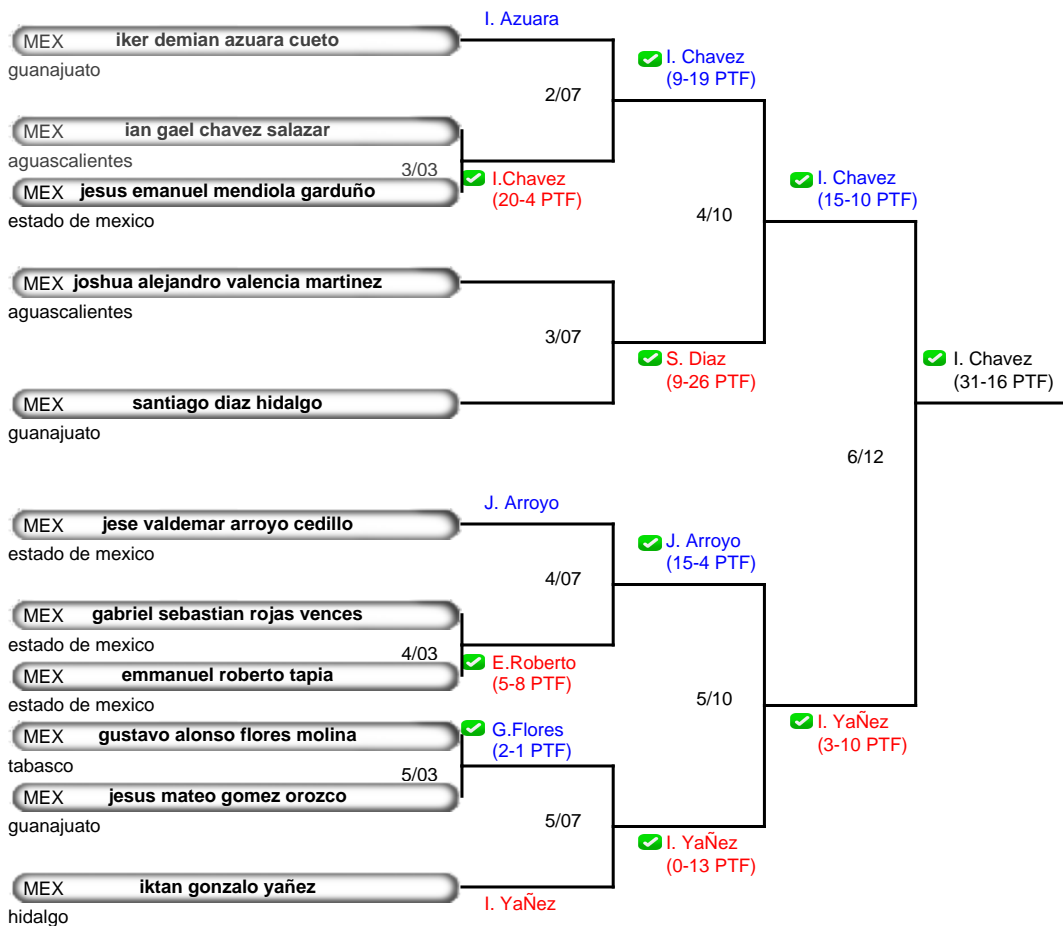 I. Azuara
MEX iker demian azuara cueto
guanajuato
I. Chavez
(9-19 PTF)
2/07
MEX ian gael chavez salazar
aguascalientes
3/03
I.Chavez
(20-4 PTF)
MEX jesus emanuel mendiola garduño
estado de mexico
I. Chavez
(15-10 PTF)
4/10
MEX joshua alejandro valencia martinez
aguascalientes
3/07
S. Diaz
(9-26 PTF)
I. Chavez
(31-16 PTF)
MEX santiago diaz hidalgo
guanajuato
6/12
J. Arroyo
MEX jese valdemar arroyo cedillo
estado de mexico
J. Arroyo
(15-4 PTF)
4/07
MEX gabriel sebastian rojas vences
estado de mexico
4/03
E.Roberto
(5-8 PTF)
MEX emmanuel roberto tapia
estado de mexico
5/10
I. YaÑez
(3-10 PTF)
G.Flores
(2-1 PTF)
MEX gustavo alonso flores molina
tabasco
5/03
MEX jesus mateo gomez orozco
guanajuato
5/07
I. YaÑez
(0-13 PTF)
MEX iktan gonzalo yañez
I. YaÑez
hidalgo